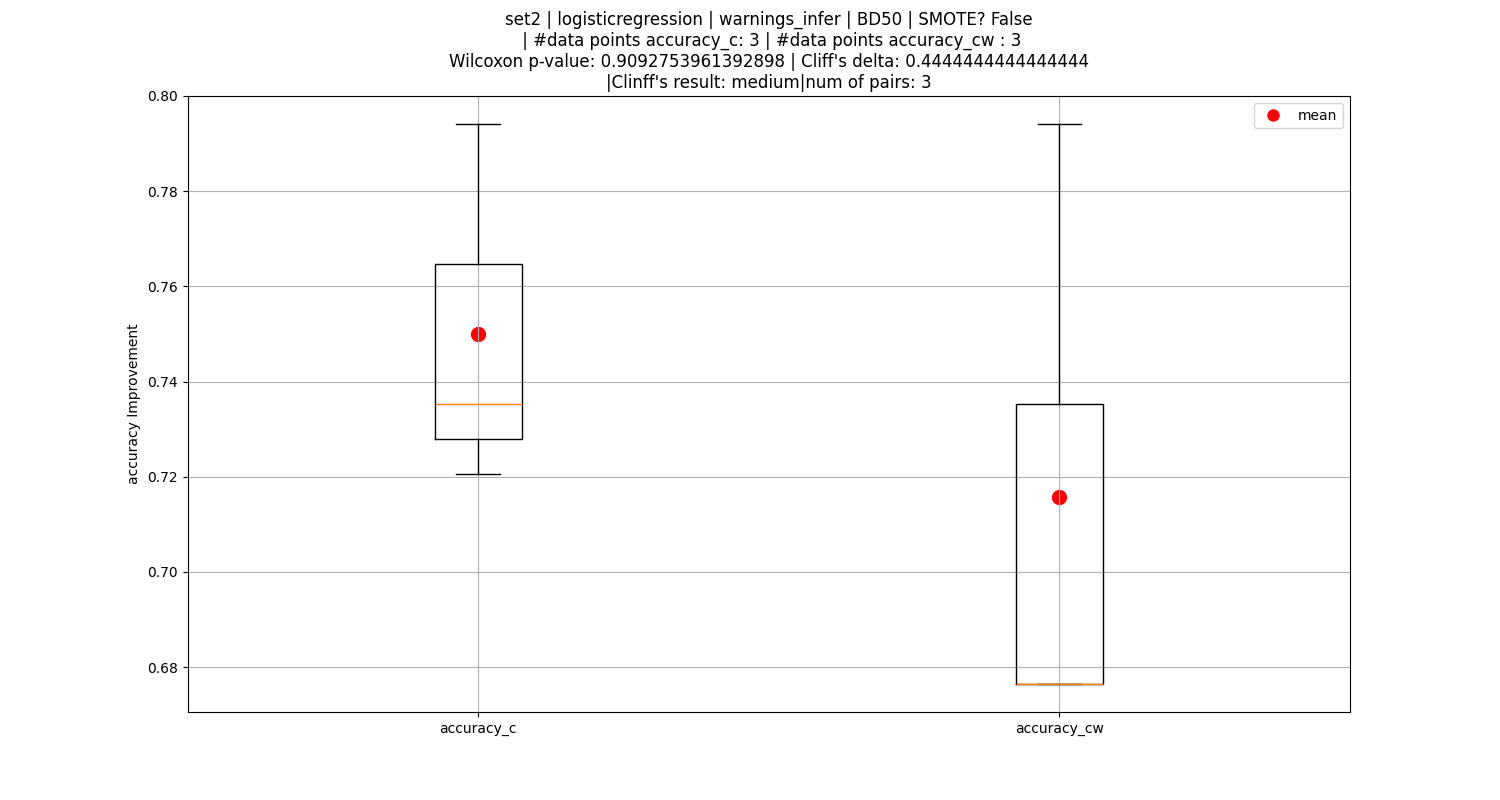 set2 | logisticregression | warnings_infer | BD50 | SMOTE? False
| #data points accuracy_c: 3 | #data points accuracy_cw : 3
Wilcoxon p-value: 0.9092753961392898 | Cliff's delta: 0.4444444444444444
|Clinff's result: medium|num of pairs: 3
mean
0.80
0.78
0.76
0.74
0.72
0.70
0.68
accuracy Improvement
accuracy_c
accuracy_cw